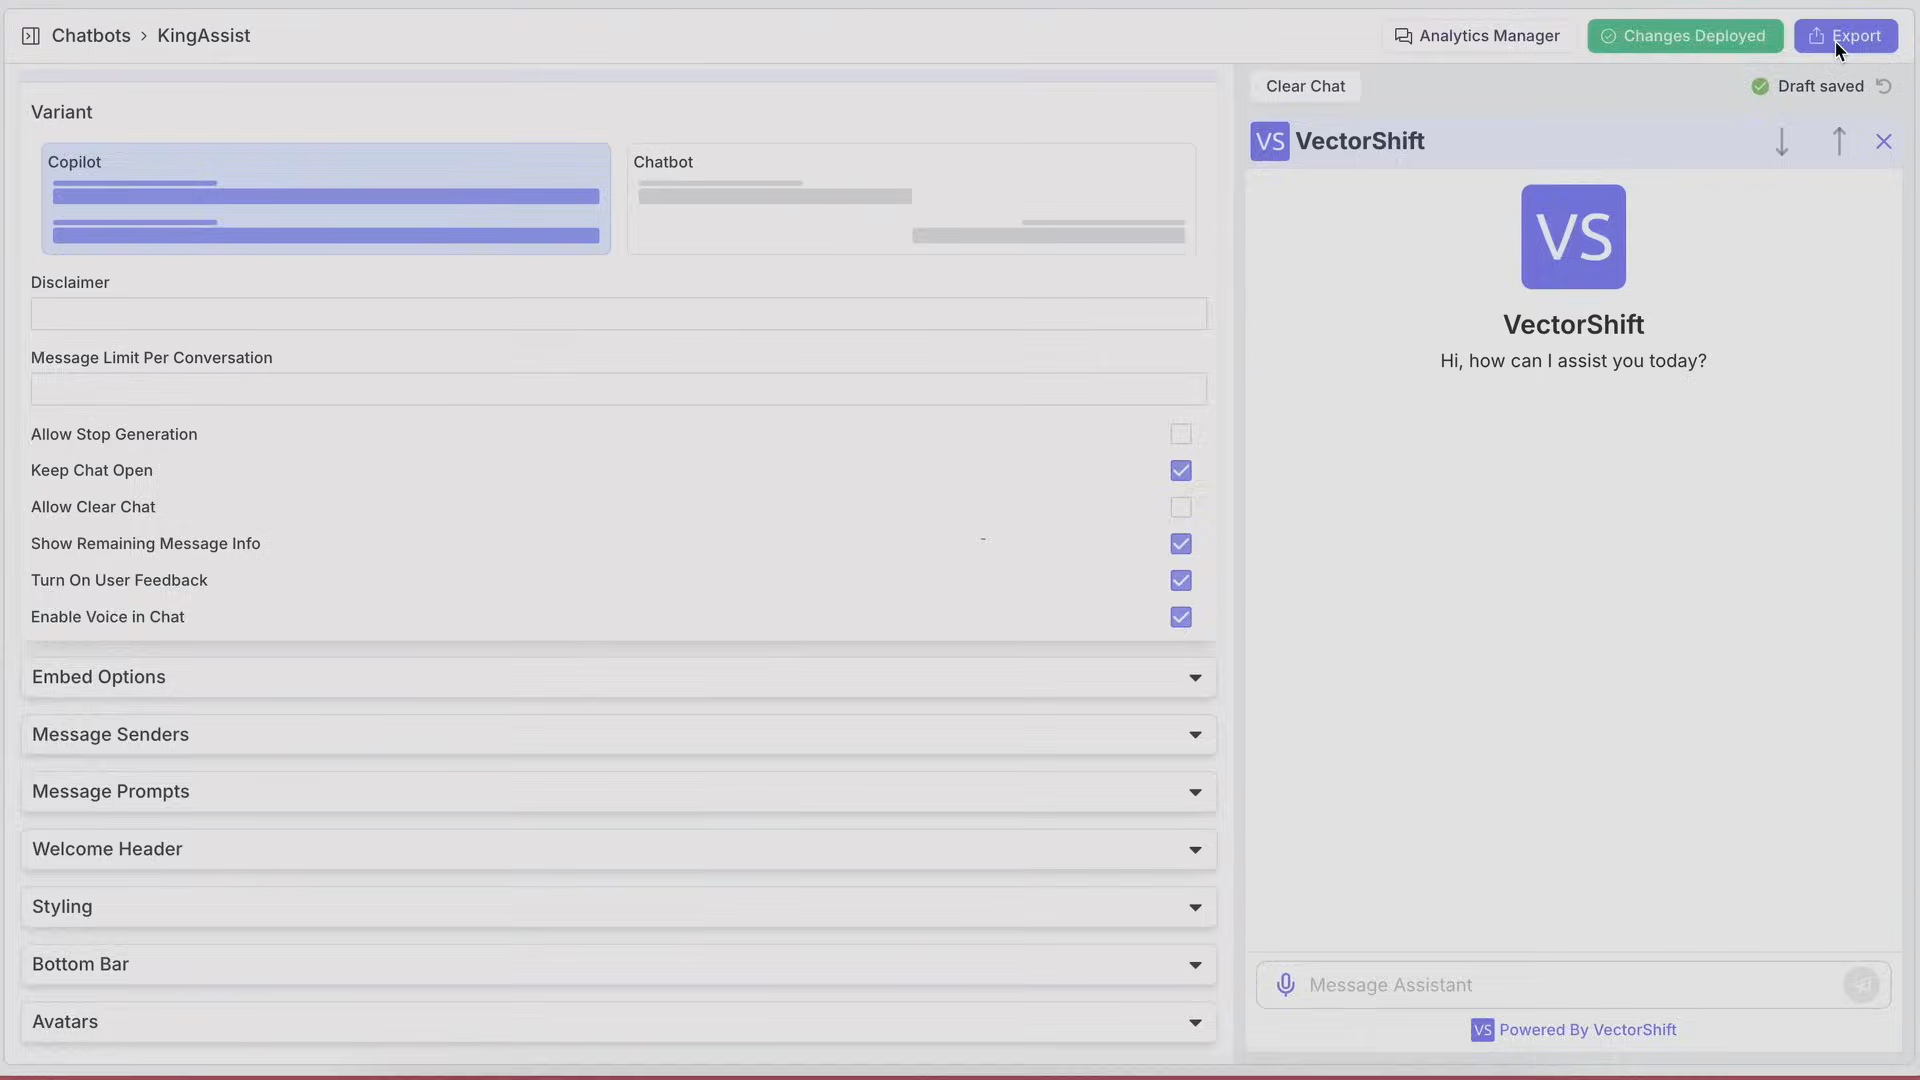 Chatbots › KingAssist
Analytics Manager
Changes Deployed
Export
Variant
Copilot
Chatbot
Disclaimer
Message Limit Per Conversation
Allow Stop Generation
Keep Chat Open
Allow Clear Chat
Show Remaining Message Info
Turn On User Feedback
Enable Voice in Chat
Embed Options
Message Senders
Message Prompts
Welcome Header
Styling
Bottom Bar
Avatars
Clear Chat
Draft saved
VS VectorShift
VS
VectorShift
Hi, how can I assist you today?
Message Assistant
VS Powered By VectorShift